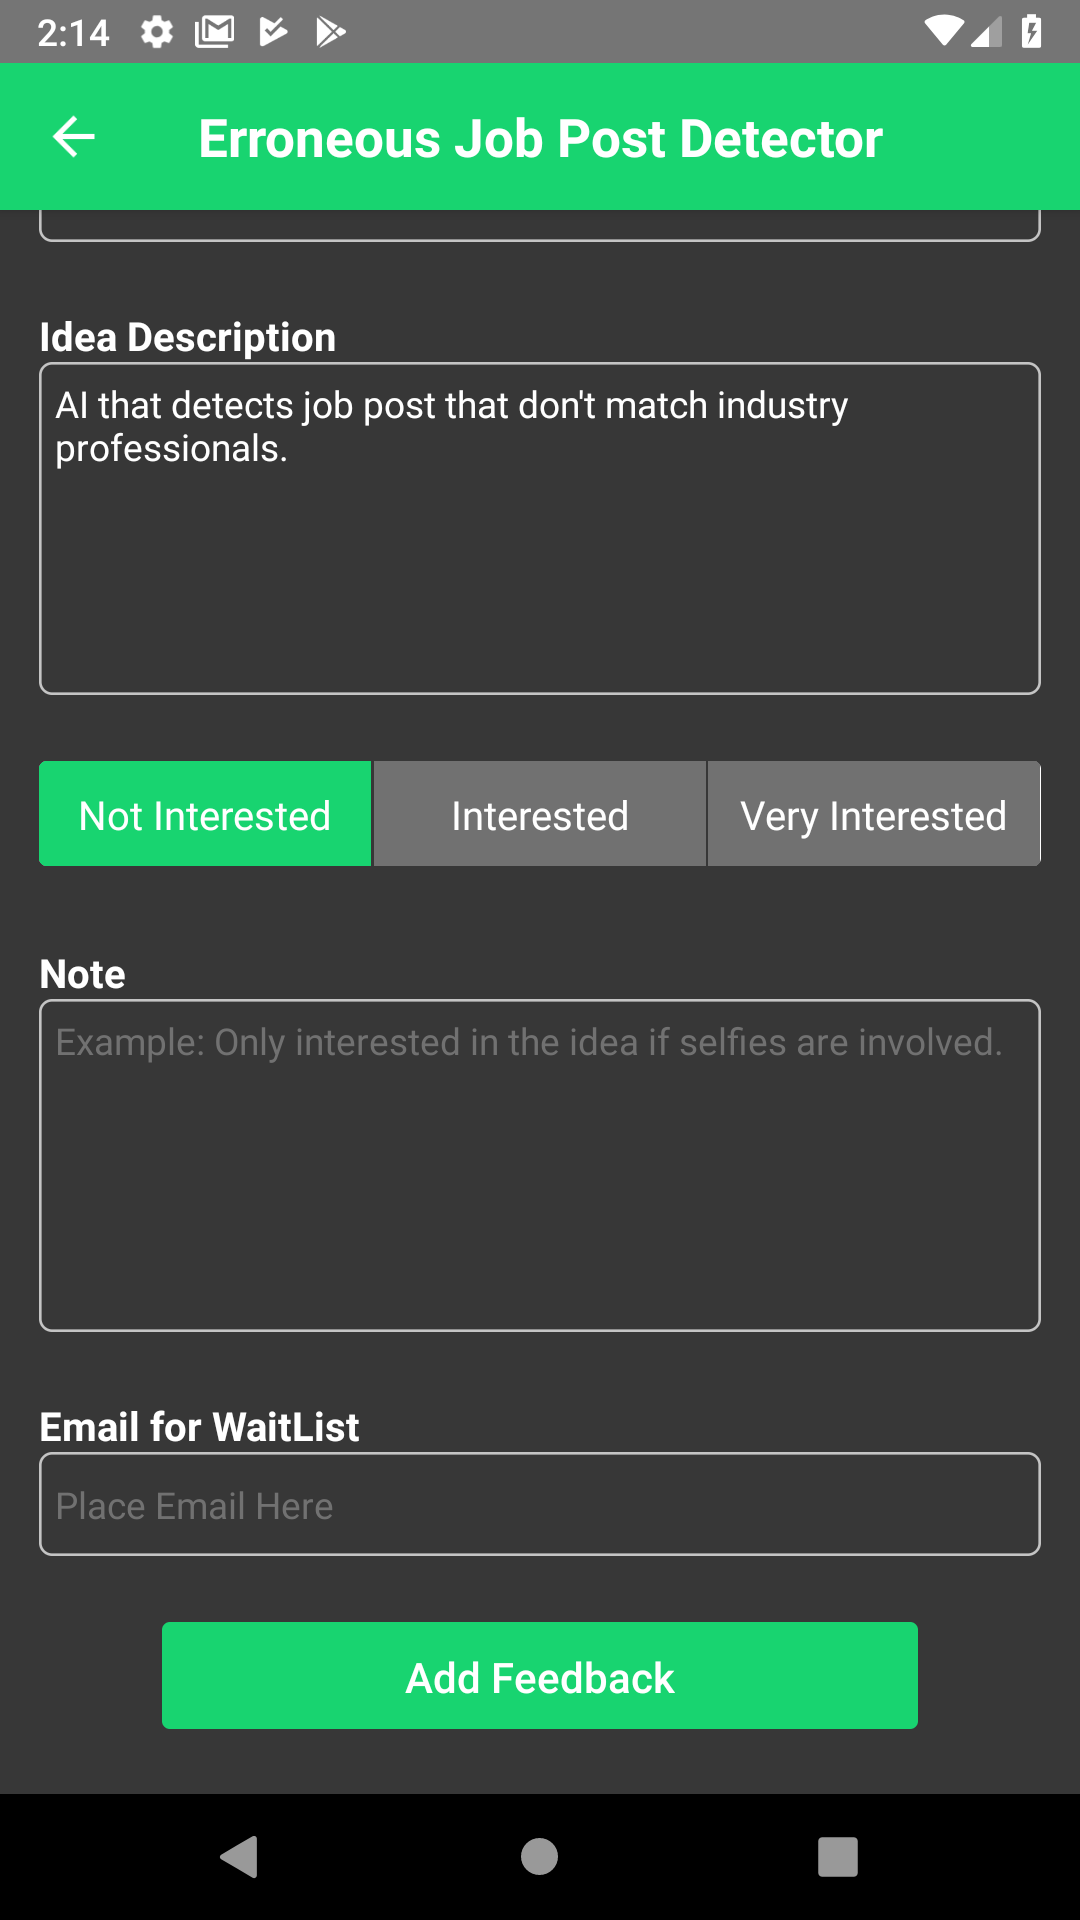 2:14
Erroneous Job Post Detector
Idea Description
AI that detects job post that don't match industry
professionals.
Not Interested
Interested
Very Interested
Note
Example: Only interested in the idea if selfies are involved.
Email for WaitList
Place Email Here
Add Feedback